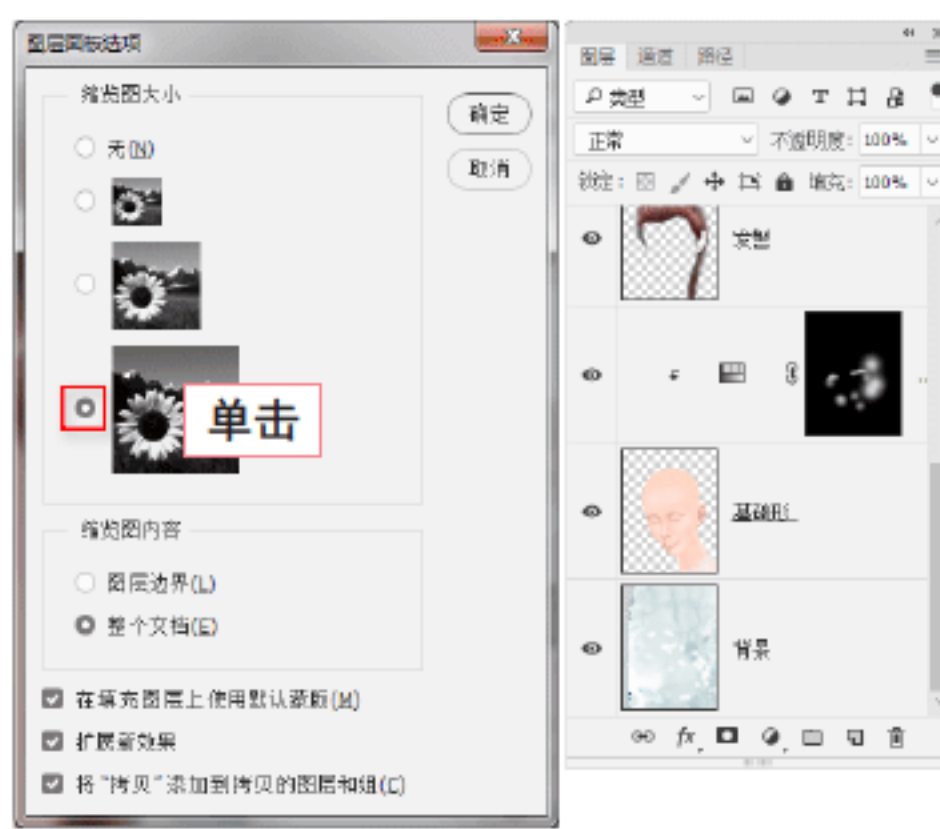 图层面板选项
缩览图大小
无(N)
单击
缩览图内容
图层边界(L)
整个文档(E)
在填充图层上使用默认蒙版(M)
扩展新效果
将"拷贝"添加到拷贝的图层和组(C)
确定
取消
图层 通道 路径
类型
正常 不透明度: 100%
锁定: 填充: 100%
发型
基础形
背景
fx